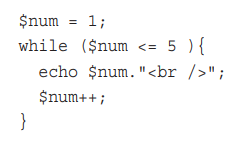 $num = 1;
while ($num <= 5 ){
  echo $num."<br />";
  $num++;
}